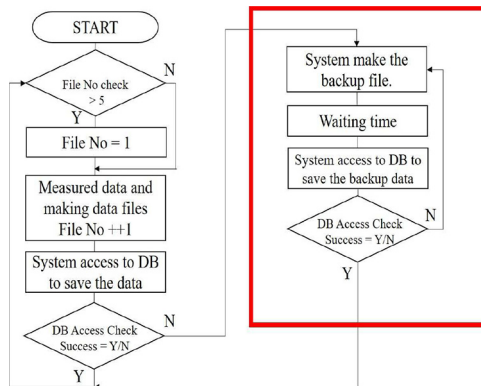 START
File No check
> 5
N
Y
File No = 1
Measured data and
making data files
File No ++1
System access to DB
to save the data
DB Access Check
Success = Y/N
N
Y
System make the
backup file.
Waiting time
System access to DB to
save the backup data
DB Access Check
Success = Y/N
N
Y